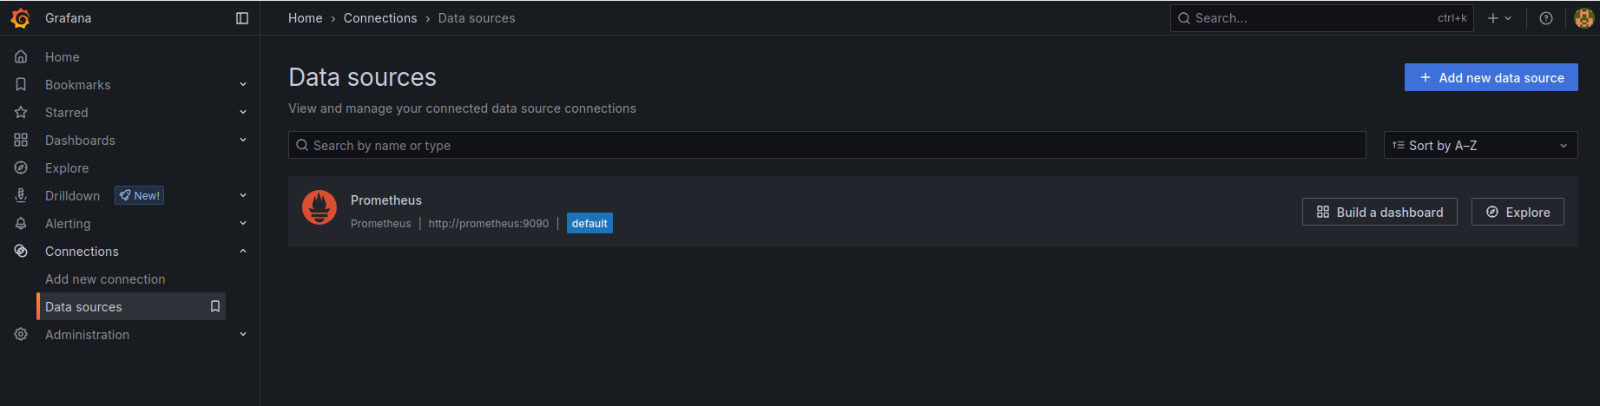 Grafana
Home › Connections › Data sources
Search...
ctrl+k
Home
Bookmarks
Starred
Dashboards
Explore
Drilldown New!
Alerting
Connections
Add new connection
Data sources
Administration
Data sources
Add new data source
View and manage your connected data source connections
Search by name or type
Sort by A–Z
Prometheus
Prometheus | http://prometheus:9090 | default
Build a dashboard
Explore